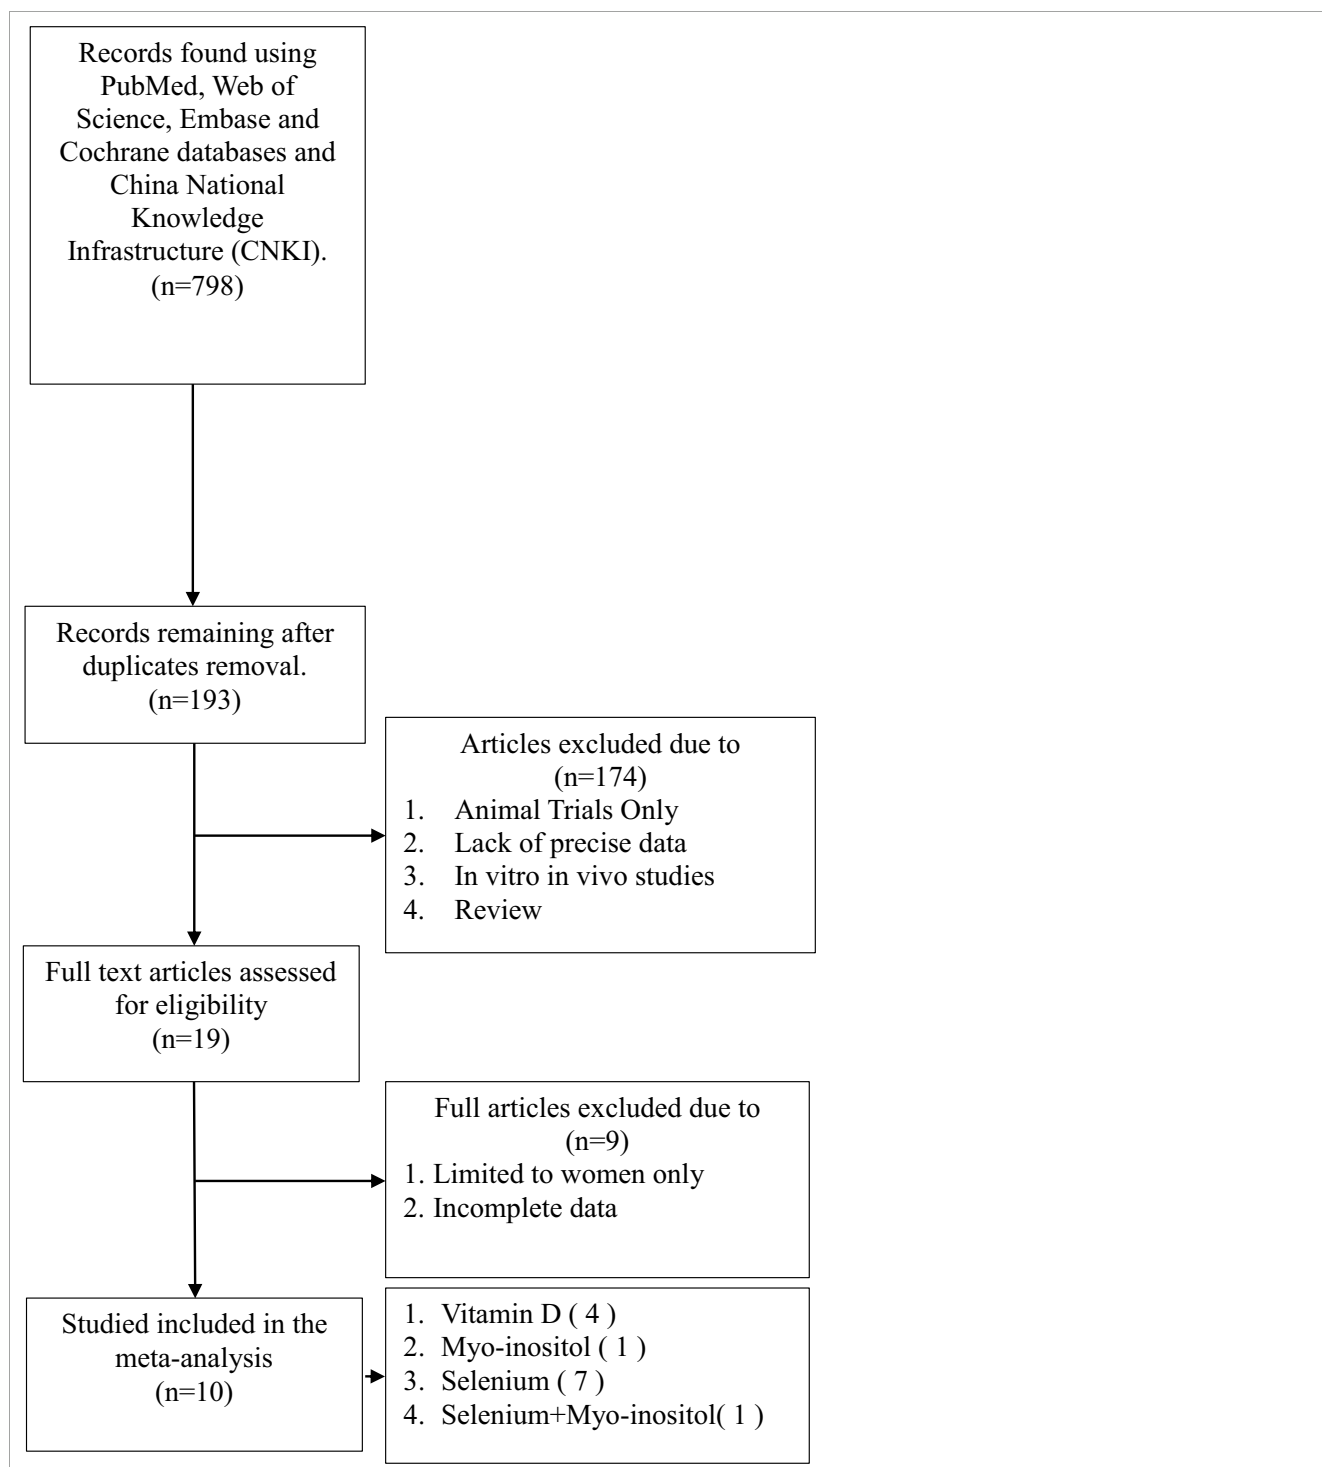 Records found using
PubMed, Web of
Science, Embase and
Cochrane databases and
China National
Knowledge
Infrastructure (CNKI).
(n=798)
Records remaining after
duplicates removal.
(n=193)
Articles excluded due to
(n=174)
1. Animal Trials Only
2. Lack of precise data
3. In vitro in vivo studies
4. Review
Full text articles assessed
for eligibility
(n=19)
Full articles excluded due to
(n=9)
1. Limited to women only
2. Incomplete data
Studied included in the
meta-analysis
(n=10)
1. Vitamin D ( 4 )
2. Myo-inositol ( 1 )
3. Selenium ( 7 )
4. Selenium+Myo-inositol( 1 )